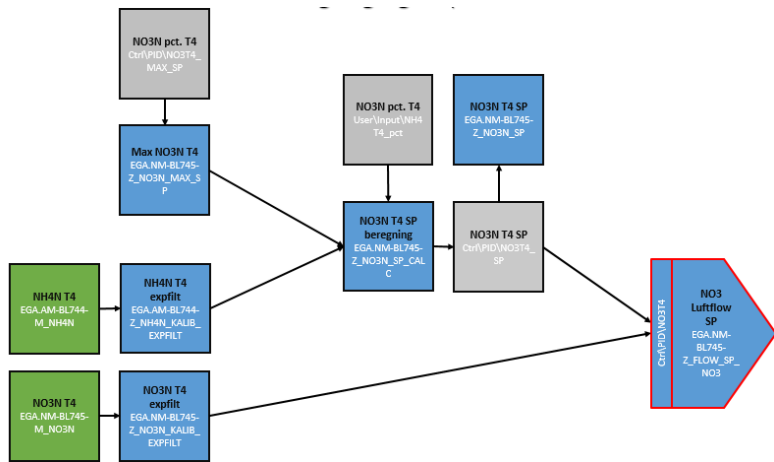 NO3N pct. T4
Ctrl\PID\NO3T4_
MAX_SP
NO3N pct. T4
User\Input\NH4
T4_pct
NO3N T4 SP
EGA.NM-BL745-
Z_NO3N_SP
Max NO3N T4
EGA.NM-BL745-
Z_NO3N_MAX_S
P
NO3N T4 SP
beregning
EGA.NM-BL745-
Z_NO3N_SP_CAL
C
NO3N T4 SP
Ctrl\PID\NO3T4_
SP
NH4N T4
EGA.AM-BL744-
M_NH4N
NH4N T4
expfilt
EGA.AM-BL744-
Z_NH4N_KALIB_
EXPFILT
Ctrl\PID\NO3T4
NO3
Luftflow
SP
EGA.NM-
BL745-
Z_FLOW_SP_
NO3
NO3N T4
EGA.NM-BL745-
M_NO3N
NO3N T4
expfilt
EGA.NM-BL745-
Z_NO3N_KALIB_
EXPFILT